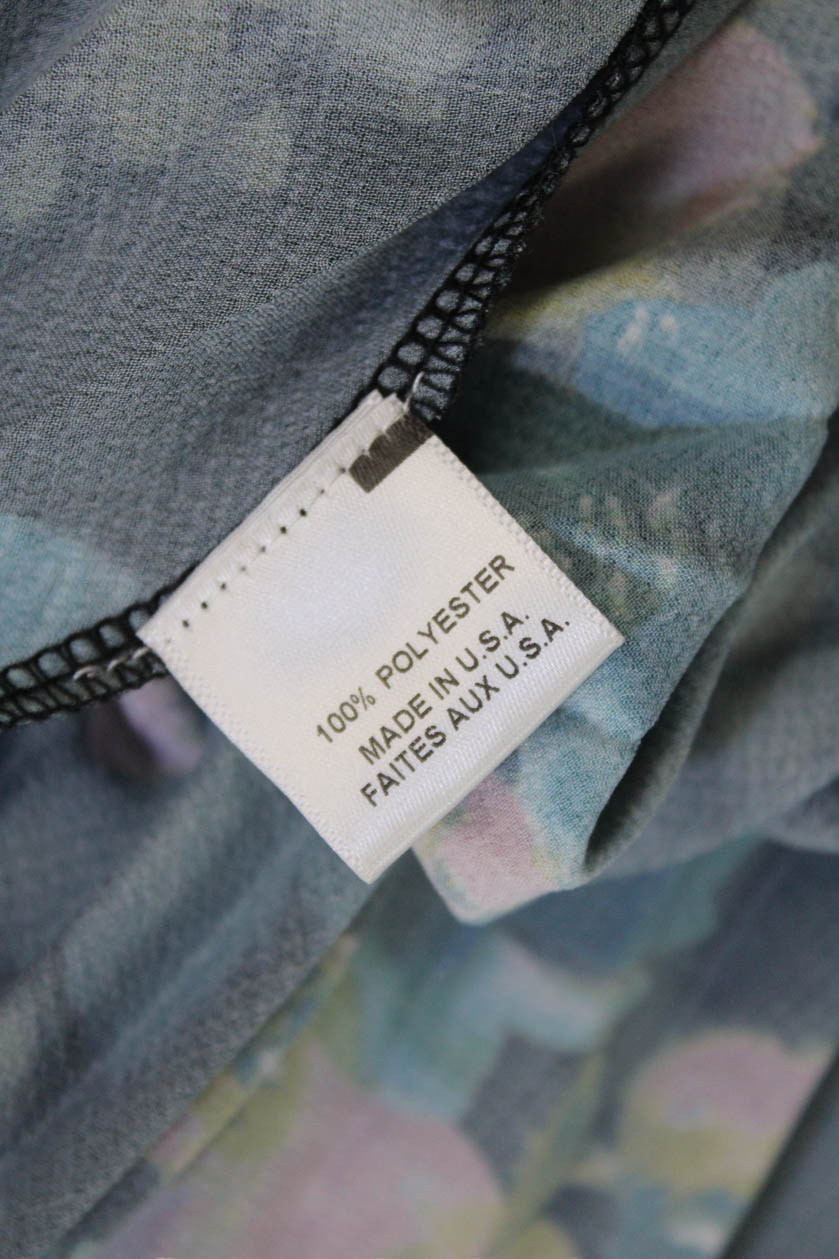 100% POLYESTER
MADE IN U.S.A.
FAITES AUX U.S.A.